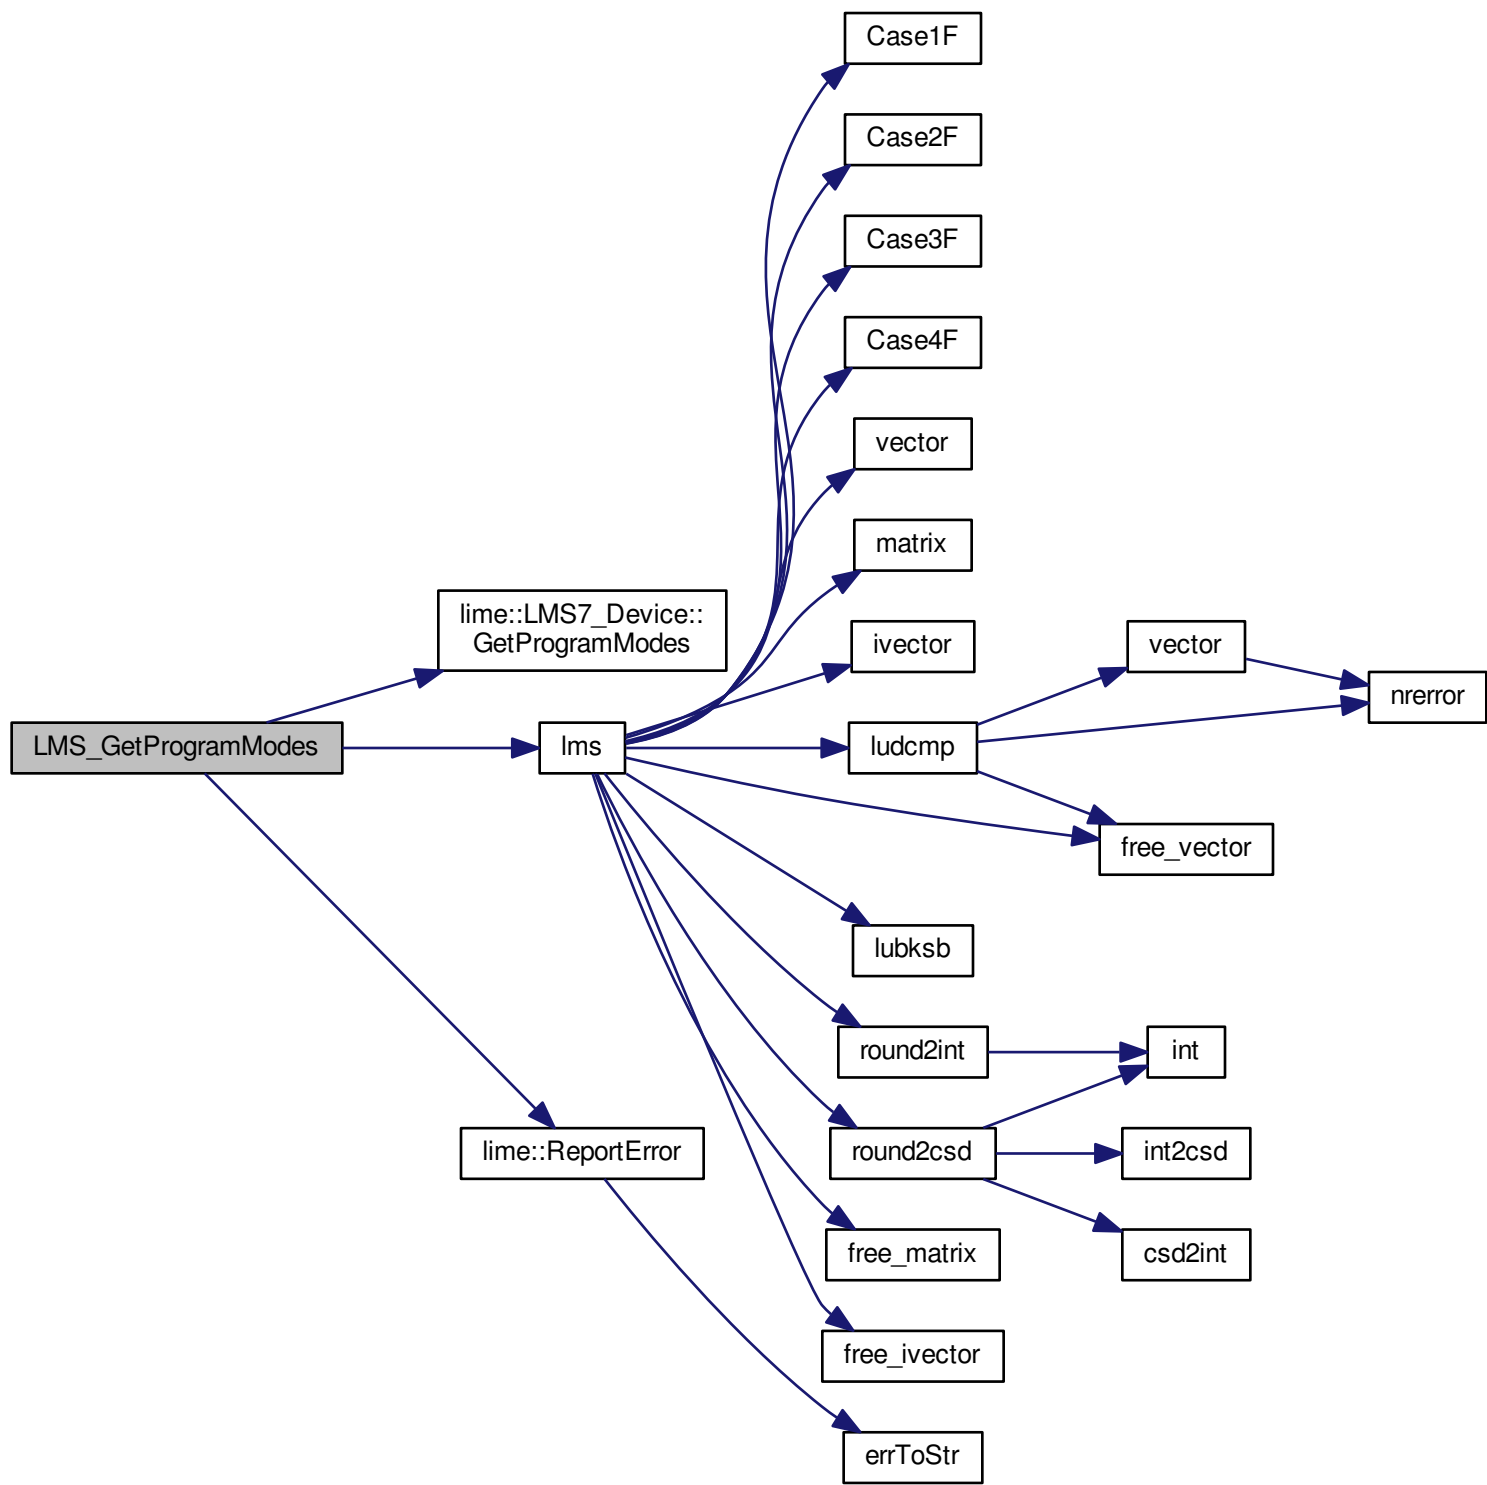 Case1F
Case2F
Case3F
Case4F
vector
matrix
lime::LMS7_Device::
GetProgramModes
ivector
vector
nrerror
LMS_GetProgramModes
lms
ludcmp
free_vector
lubksb
round2int
int
lime::ReportError
round2csd
int2csd
free_matrix
csd2int
free_ivector
errToStr